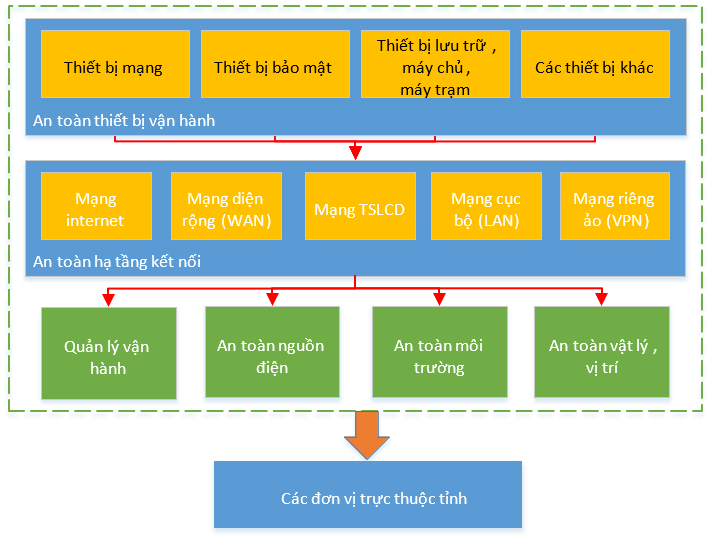 Thiết bị mạng
Thiết bị bảo mật
Thiết bị lưu trữ ,
máy chủ ,
máy trạm
Các thiết bị khác
An toàn thiết bị vận hành
Mạng
internet
Mạng diện
rộng (WAN)
Mạng TSLCD
Mạng cục
bộ (LAN)
Mạng riêng
ảo (VPN)
An toàn hạ tầng kết nối
Quản lý vận
hành
An toàn nguồn
điện
An toàn môi
trường
An toàn vật lý ,
vị trí
Các đơn vị trực thuộc tỉnh